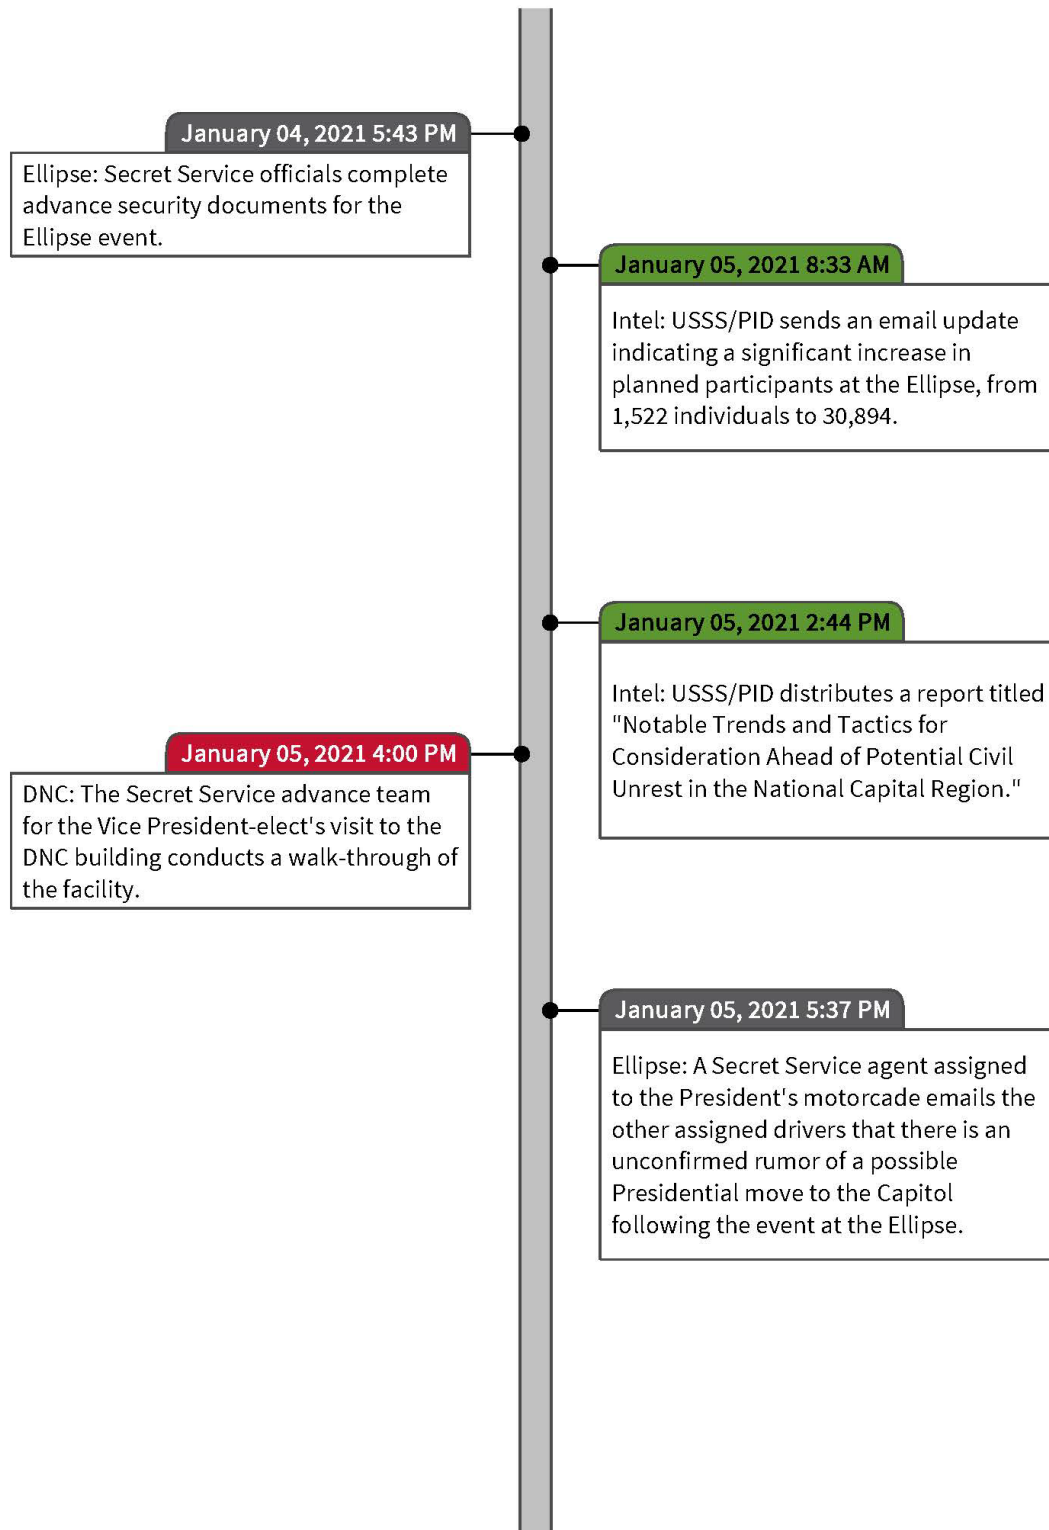 January 04, 2021 5:43 PM
Ellipse: Secret Service officials complete
advance security documents for the
Ellipse event.
January 05, 2021 8:33 AM
Intel: USSS/PID sends an email update
indicating a significant increase in
planned participants at the Ellipse, from
1,522 individuals to 30,894.
January 05, 2021 2:44 PM
Intel: USSS/PID distributes a report titled
"Notable Trends and Tactics for
Consideration Ahead of Potential Civil
Unrest in the National Capital Region."
January 05, 2021 4:00 PM
DNC: The Secret Service advance team
for the Vice President-elect's visit to the
DNC building conducts a walk-through of
the facility.
January 05, 2021 5:37 PM
Ellipse: A Secret Service agent assigned
to the President's motorcade emails the
other assigned drivers that there is an
unconfirmed rumor of a possible
Presidential move to the Capitol
following the event at the Ellipse.